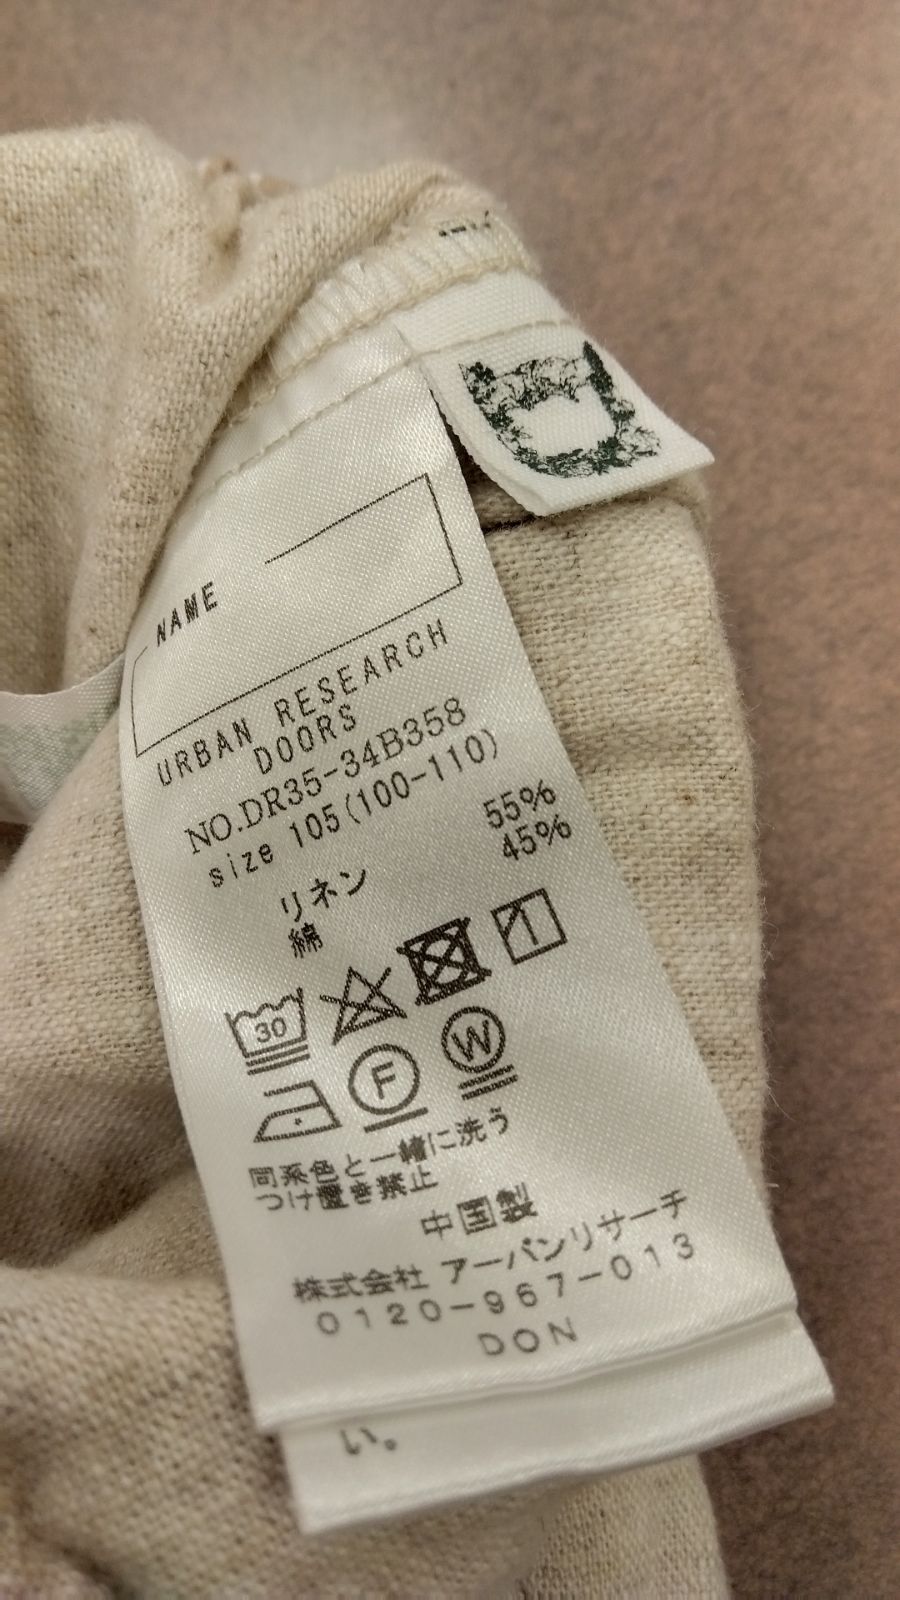 NAME
URBAN RESEARCH
DOORS
NO.DR35-34B358
size 105(100-110)
リネン 55%
綿 45%
30
1
F
W
同系色と一緒に洗う
つけ置き禁止
中国製
株式会社 アーバンリサーチ
0120-967-013
DON
い。